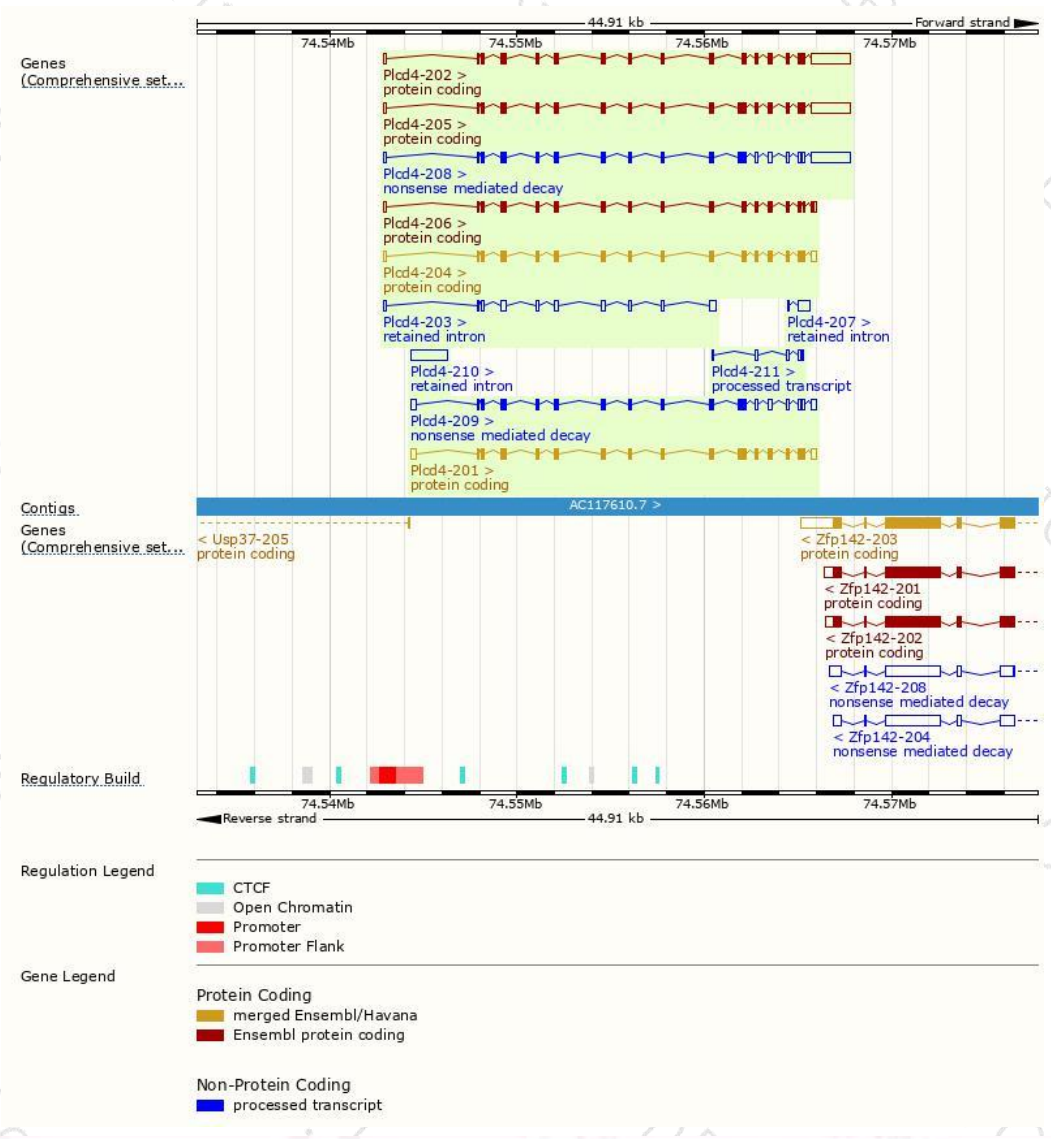 44.91 kb
Forward strand
74.54Mb 74.55Mb 74.56Mb 74.57Mb
Genes
(Comprehensive set...
Plcd4-202 >
protein coding
Plcd4-205 >
protein coding
Plcd4-208 >
nonsense mediated decay
Plcd4-206 >
protein coding
Plcd4-204 >
protein coding
Plcd4-203 > Plcd4-207 >
retained intron retained intron
Plcd4-210 > Plcd4-211 >
retained intron processed transcript
Plcd4-209 >
nonsense mediated decay
Plcd4-201 >
protein coding
Contigs AC117610.7 >
Genes
(Comprehensive set...
< Usp37-205 < Zfp142-203
protein coding protein coding
< Zfp142-201
protein coding
< Zfp142-202
protein coding
< Zfp142-208
nonsense mediated decay
< Zfp142-204
nonsense mediated decay
Regulatory Build
74.54Mb 74.55Mb 74.56Mb 74.57Mb
Reverse strand 44.91 kb
Regulation Legend
CTCF
Open Chromatin
Promoter
Promoter Flank
Gene Legend
Protein Coding
merged Ensembl/Havana
Ensembl protein coding
Non-Protein Coding
processed transcript